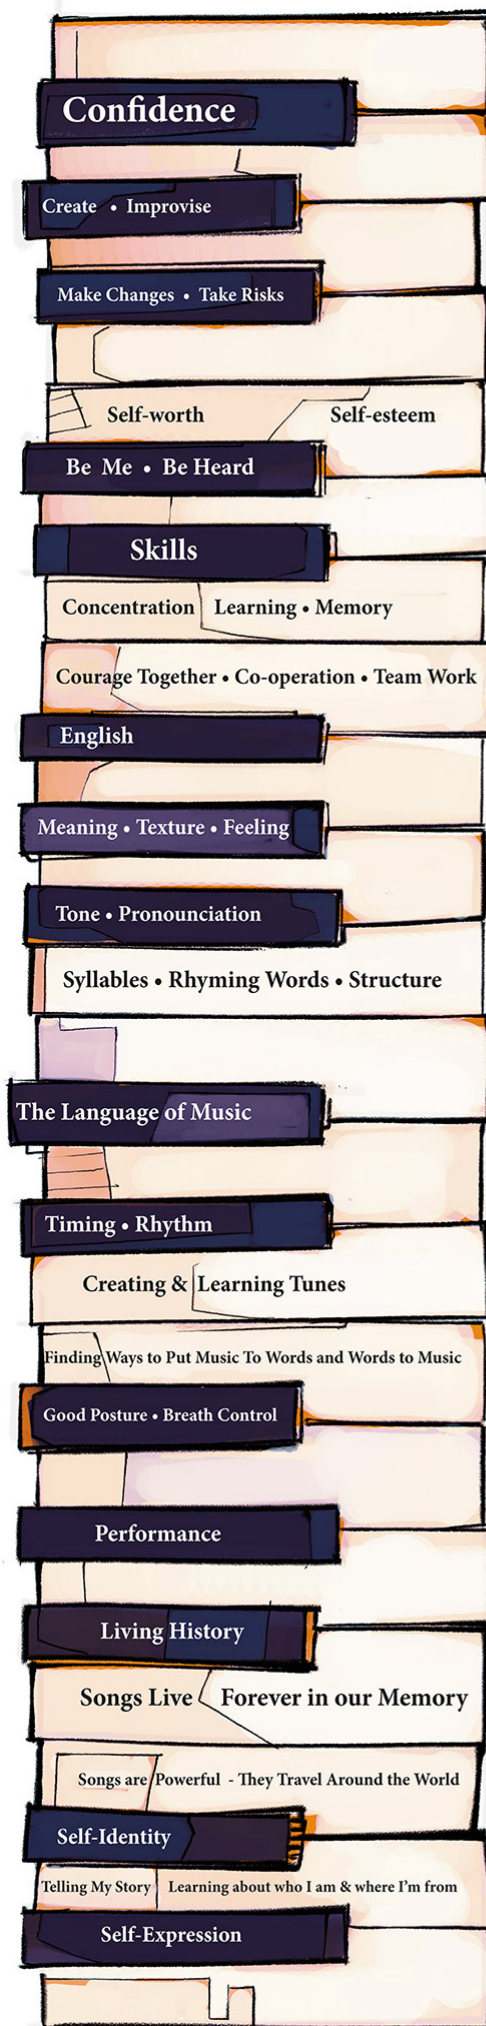 Confidence
Create • Improvise
Make Changes • Take Risks
Self-worth Self-esteem
Be Me • Be Heard
Skills
Concentration Learning • Memory
Courage Together • Co-operation • Team Work
English
Meaning • Texture • Feeling
Tone • Pronounciation
Syllables • Rhyming Words • Structure
The Language of Music
Timing • Rhythm
Creating & Learning Tunes
Finding Ways to Put Music To Words and Words to Music
Good Posture • Breath Control
Performance
Living History
Songs Live Forever in our Memory
Songs are Powerful - They Travel Around the World
Self-Identity
Telling My Story Learning about who I am & where I'm from
Self-Expression